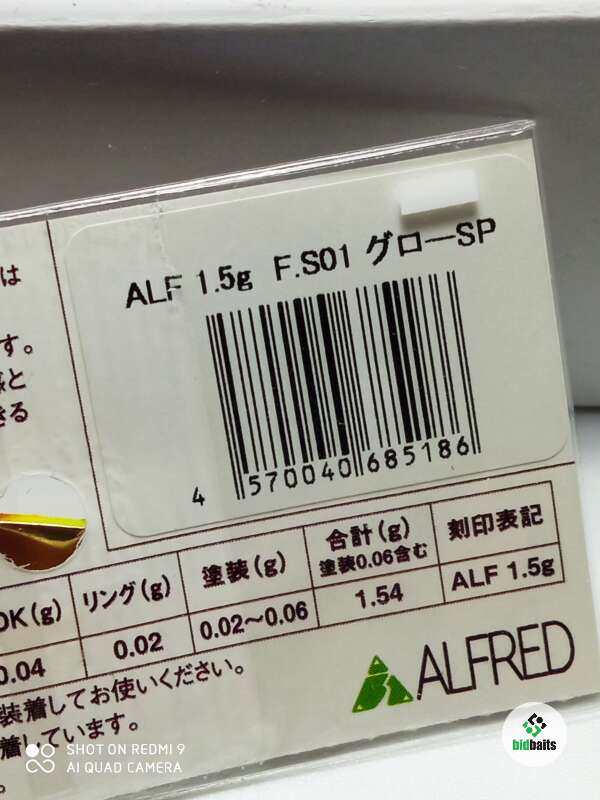 ALF 1.5g F.S01 グローSP
4 570040 685186
は
す。
と
きる
OK(g) リング(g) 塗装(g) 合計(g) 塗装0.06含む 刻印表記
0.04 0.02 0.02〜0.06 1.54 ALF 1.5g
装着してお使いください。
着しています。
ALFRED
SHOT ON REDMI 9
AI QUAD CAMERA
bidbaits